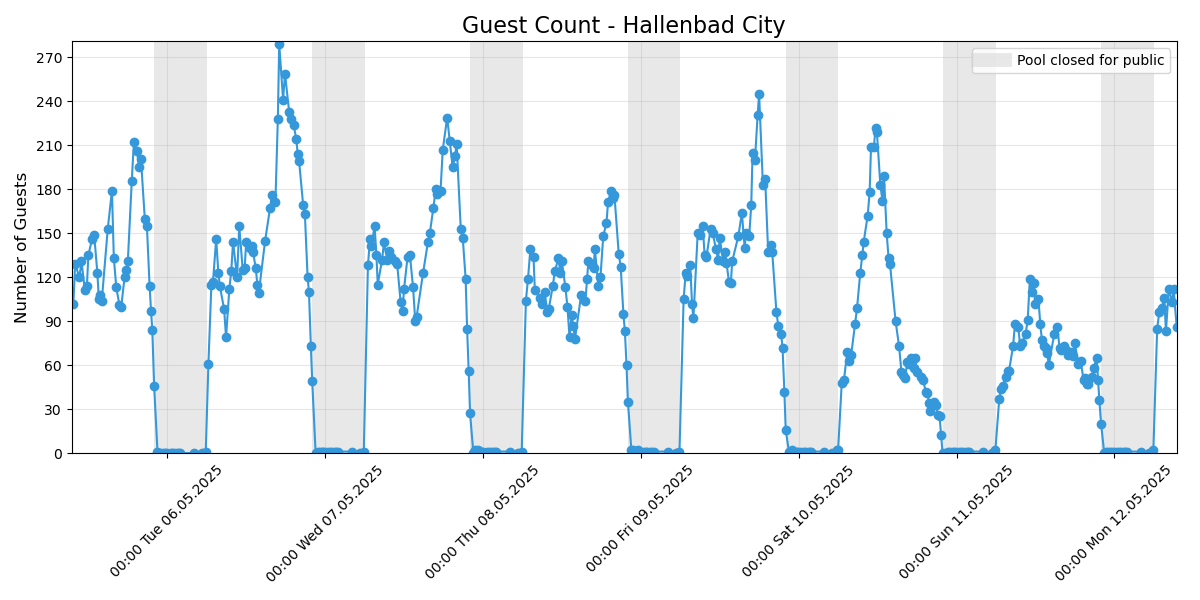 Guest Count - Hallenbad City
Pool closed for public
Number of Guests
270
240
210
180
150
120
90
60
30
0
00:00 Tue 06.05.2025
00:00 Wed 07.05.2025
00:00 Thu 08.05.2025
00:00 Fri 09.05.2025
00:00 Sat 10.05.2025
00:00 Sun 11.05.2025
00:00 Mon 12.05.2025